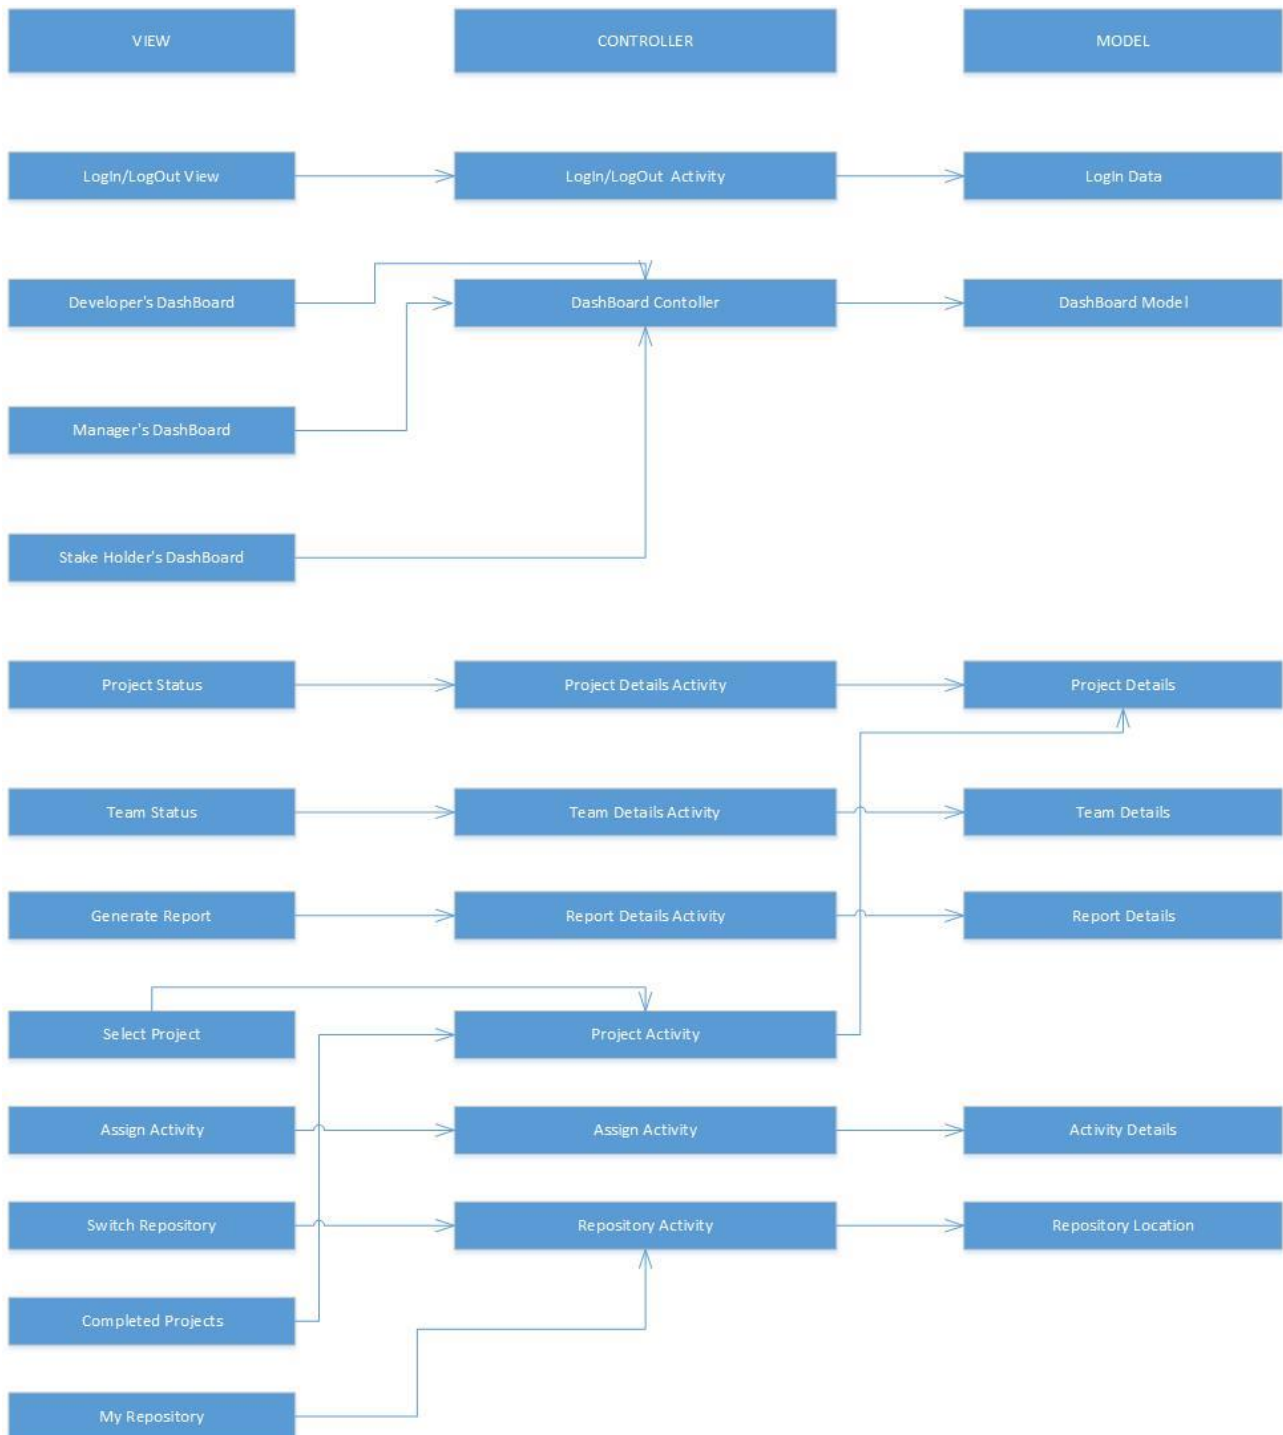 VIEW
CONTROLLER
MODEL
LogIn/LogOut View
LogIn/LogOut  Activity
LogIn Data
Developer's DashBoard
DashBoard Contoller
DashBoard Model
Manager's DashBoard
Stake Holder's DashBoard
Project Status
Project Details Activity
Project Details
Team Status
Team Details Activity
Team Details
Generate Report
Report Details Activity
Report Details
Select Project
Project Activity
Assign Activity
Assign Activity
Activity Details
Switch Repository
Repository Activity
Repository Location
Completed Projects
My Repository